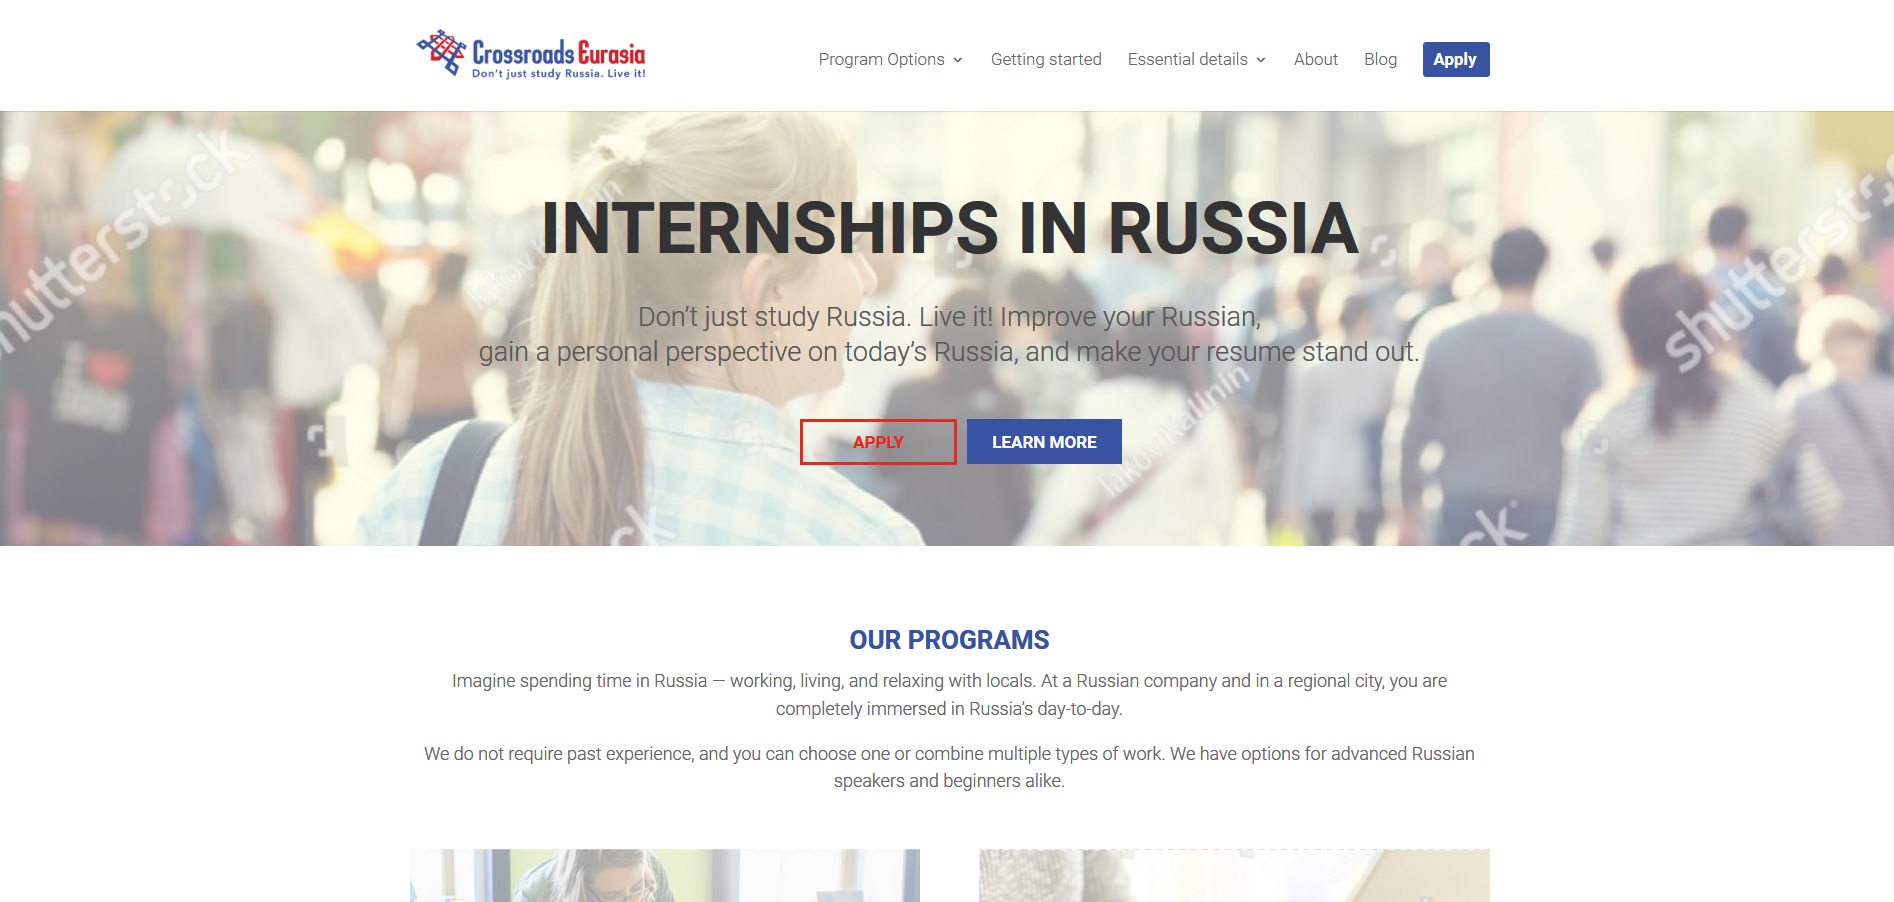 Crossroads Eurasia
Don't just study Russia. Live it!
Program Options
Getting started
Essential details
About
Blog
Apply
shutterstock
shutterstock
INTERNSHIPS IN RUSSIA
Don’t just study Russia. Live it! Improve your Russian,
gain a personal perspective on today’s Russia, and make your resume stand out.
Iakov Kalinin
APPLY
LEARN MORE
ck
ck
OUR PROGRAMS
Imagine spending time in Russia — working, living, and relaxing with locals. At a Russian company and in a regional city, you are
completely immersed in Russia’s day-to-day.
We do not require past experience, and you can choose one or combine multiple types of work. We have options for advanced Russian
speakers and beginners alike.